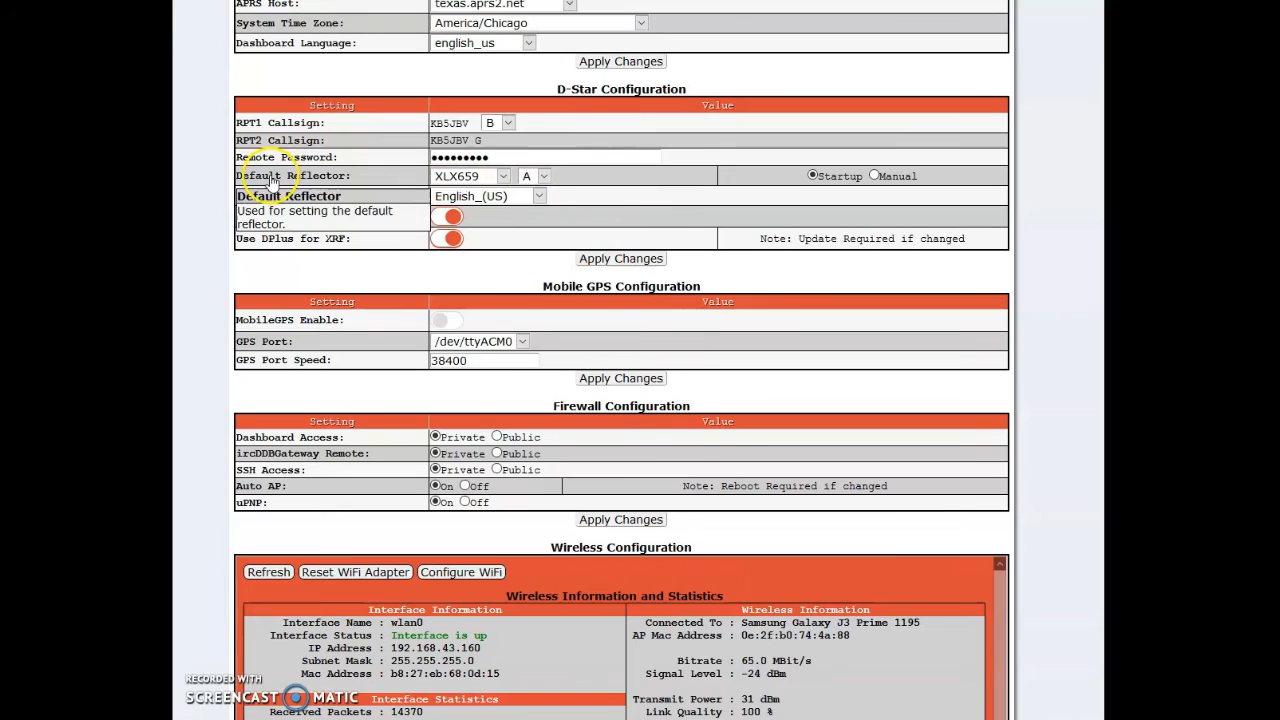 APRS Host: texas.aprs2.net
System Time Zone: America/Chicago
Dashboard Language: english_us
Apply Changes
D-Star Configuration
Setting Value
RPT1 Callsign: KB5JBV B
RPT2 Callsign: KB5JBV G
Remote Password: ●●●●●●●●●
Default Reflector: XLX659 A Startup Manual
Default Reflector English_(US)
Used for setting the default
reflector.
Use DPlus for XRF: Note: Update Required if changed
Apply Changes
Mobile GPS Configuration
Setting Value
MobileGPS Enable:
GPS Port: /dev/ttyACM0
GPS Port Speed: 38400
Apply Changes
Firewall Configuration
Setting Value
Dashboard Access: Private Public
ircDDBGateway Remote: Private Public
SSH Access: Private Public
Auto AP: On Off Note: Reboot Required if changed
uPNP: On Off
Apply Changes
Wireless Configuration
Refresh Reset WiFi Adapter Configure WiFi
Wireless Information and Statistics
Interface Information Wireless Information
Interface Name : wlan0 Connected To : Samsung Galaxy J3 Prime 1195
Interface Status : Interface is up AP Mac Address : 0e:2f:b0:74:4a:88
IP Address : 192.168.43.160
Subnet Mask : 255.255.255.0 Bitrate : 65.0 MBit/s
Mac Address : b8:27:eb:68:0d:15 Signal Level : -24 dBm
RECORDED WITH
SCREENCAST MATIC
Interface Statistics Transmit Power : 31 dBm
Received Packets : 14370 Link Quality : 100 %